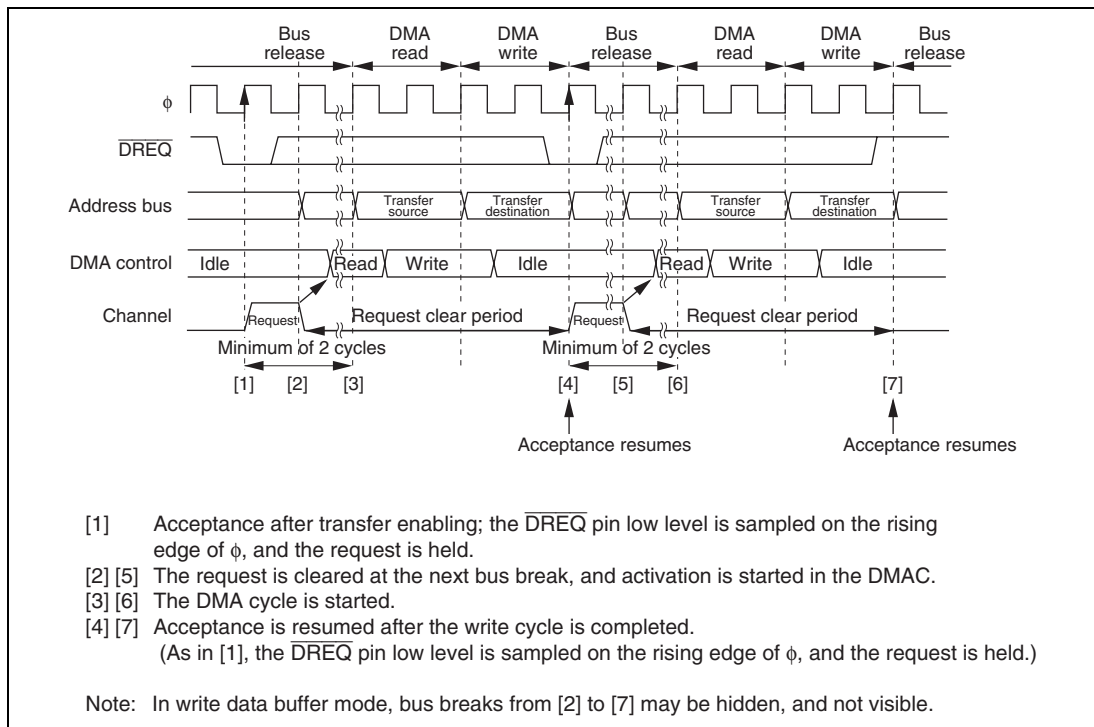 Bus release DMA read DMA write Bus release DMA read DMA write Bus release
φ
DREQ
Address bus Transfer source Transfer destination Transfer source Transfer destination
DMA control Idle Read Write Idle Read Write Idle
Channel Request Request clear period Request Request clear period
Minimum of 2 cycles Minimum of 2 cycles
[1] [2] [3] [4] [5] [6] [7]
Acceptance resumes Acceptance resumes
[1] Acceptance after transfer enabling; the DREQ pin low level is sampled on the rising
edge of φ, and the request is held.
[2] [5] The request is cleared at the next bus break, and activation is started in the DMAC.
[3] [6] The DMA cycle is started.
[4] [7] Acceptance is resumed after the write cycle is completed.
(As in [1], the DREQ pin low level is sampled on the rising edge of φ, and the request is held.)
Note: In write data buffer mode, bus breaks from [2] to [7] may be hidden, and not visible.